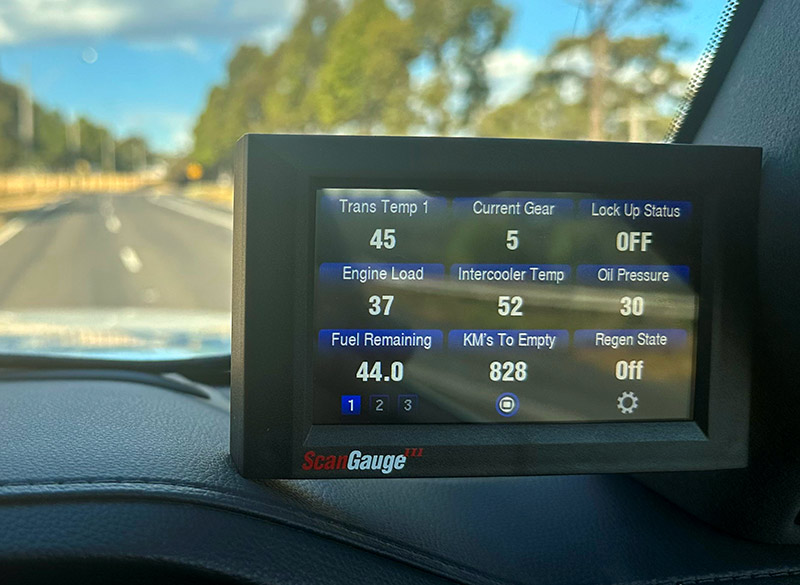 Trans Temp 1 Current Gear Lock Up Status
45 5 OFF
Engine Load Intercooler Temp Oil Pressure
37 52 30
Fuel Remaining KM's To Empty Regen State
44.0 828 Off
1 2 3
ScanGauge III